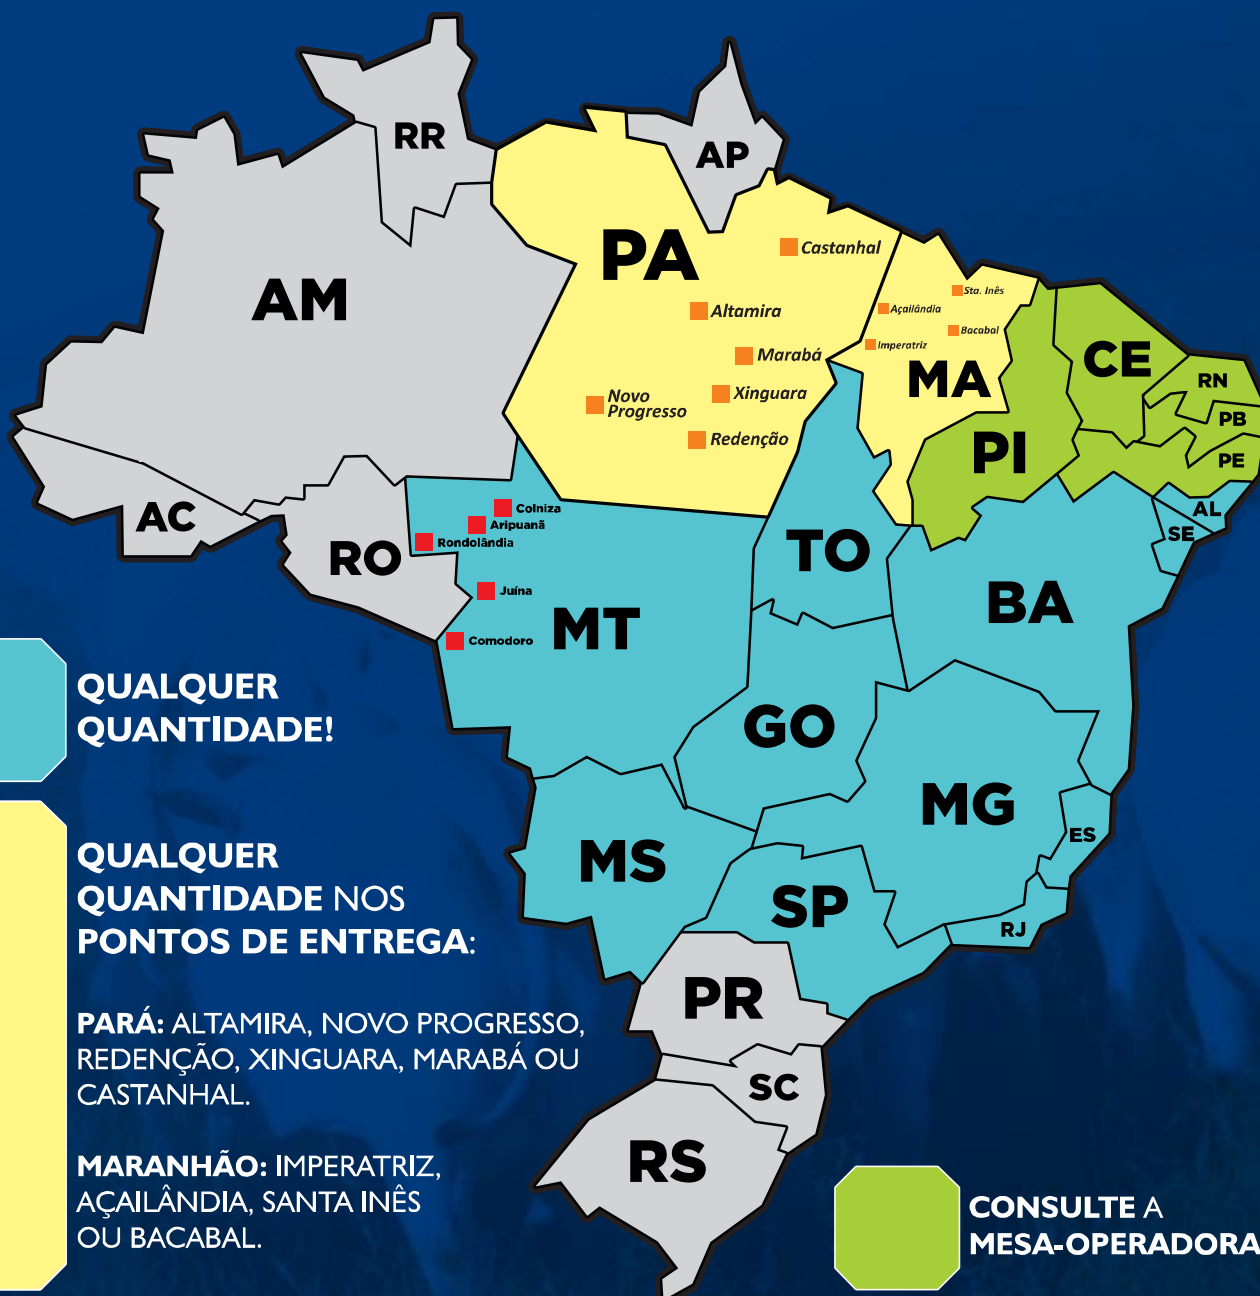 RR
AP
AM
PA
Castanhal
Altamira
Marabá
Xinguara
Novo
Progresso
Redenção
Sta. Inês
Açailândia
Bacabal
Imperatriz
MA
CE
RN
PB
PE
PI
AL
SE
AC
RO
Colniza
Aripuanã
Rondolândia
Juína
Comodoro
MT
TO
BA
GO
MG
ES
MS
SP
RJ
PR
SC
RS
QUALQUER
QUANTIDADE!
QUALQUER
QUANTIDADE NOS
PONTOS DE ENTREGA:
PARÁ: ALTAMIRA, NOVO PROGRESSO,
REDENÇÃO, XINGUARA, MARABÁ OU
CASTANHAL.
MARANHÃO: IMPERATRIZ,
AÇAILÂNDIA, SANTA INÊS
OU BACABAL.
CONSULTE A
MESA-OPERADORA